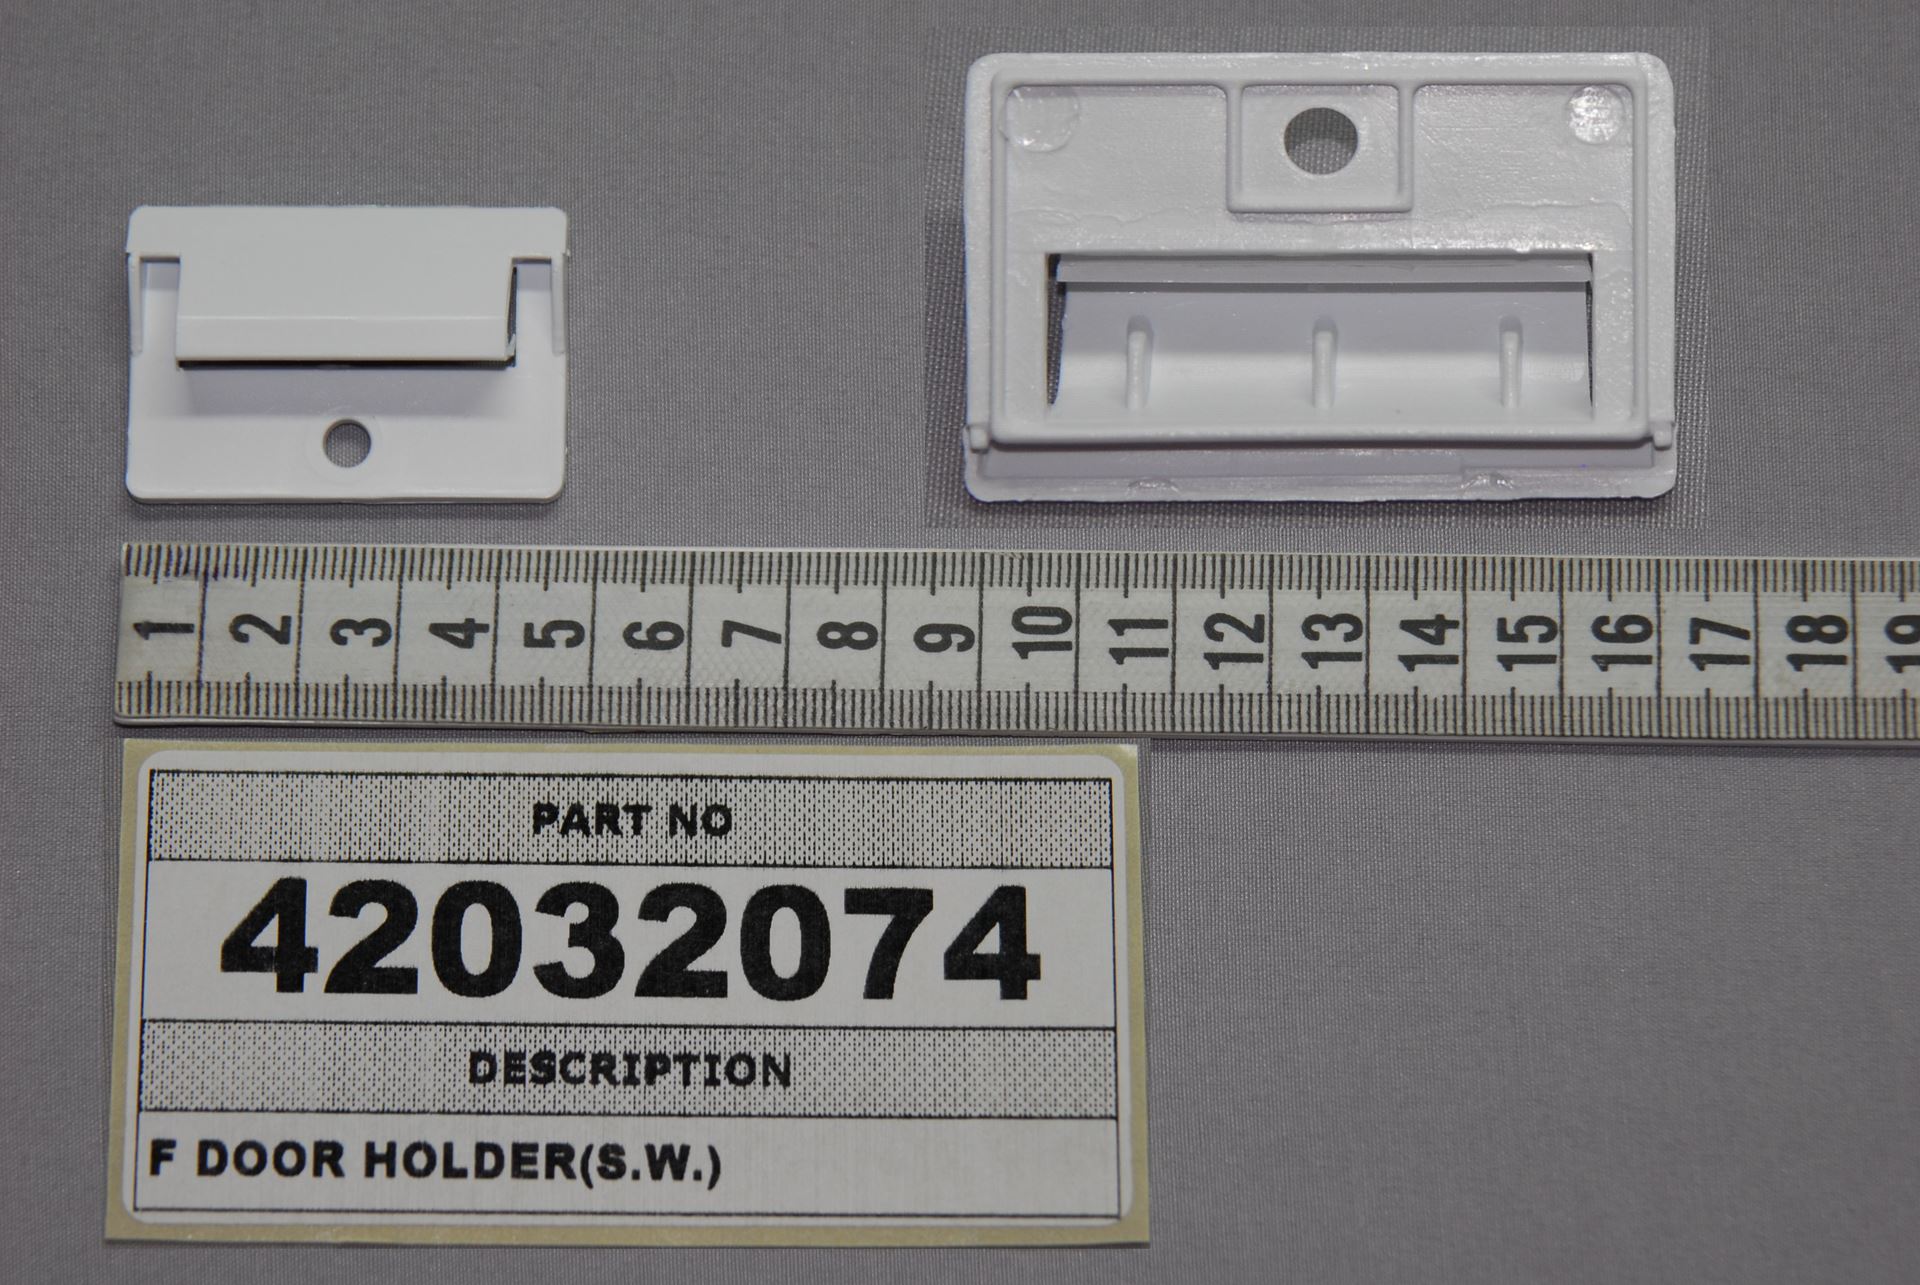 1 2 3 4 5 6 7 8 9 10 11 12 13 14 15 16 17 18 19
PART NO
42032074
DESCRIPTION
F DOOR HOLDER(S.W.)